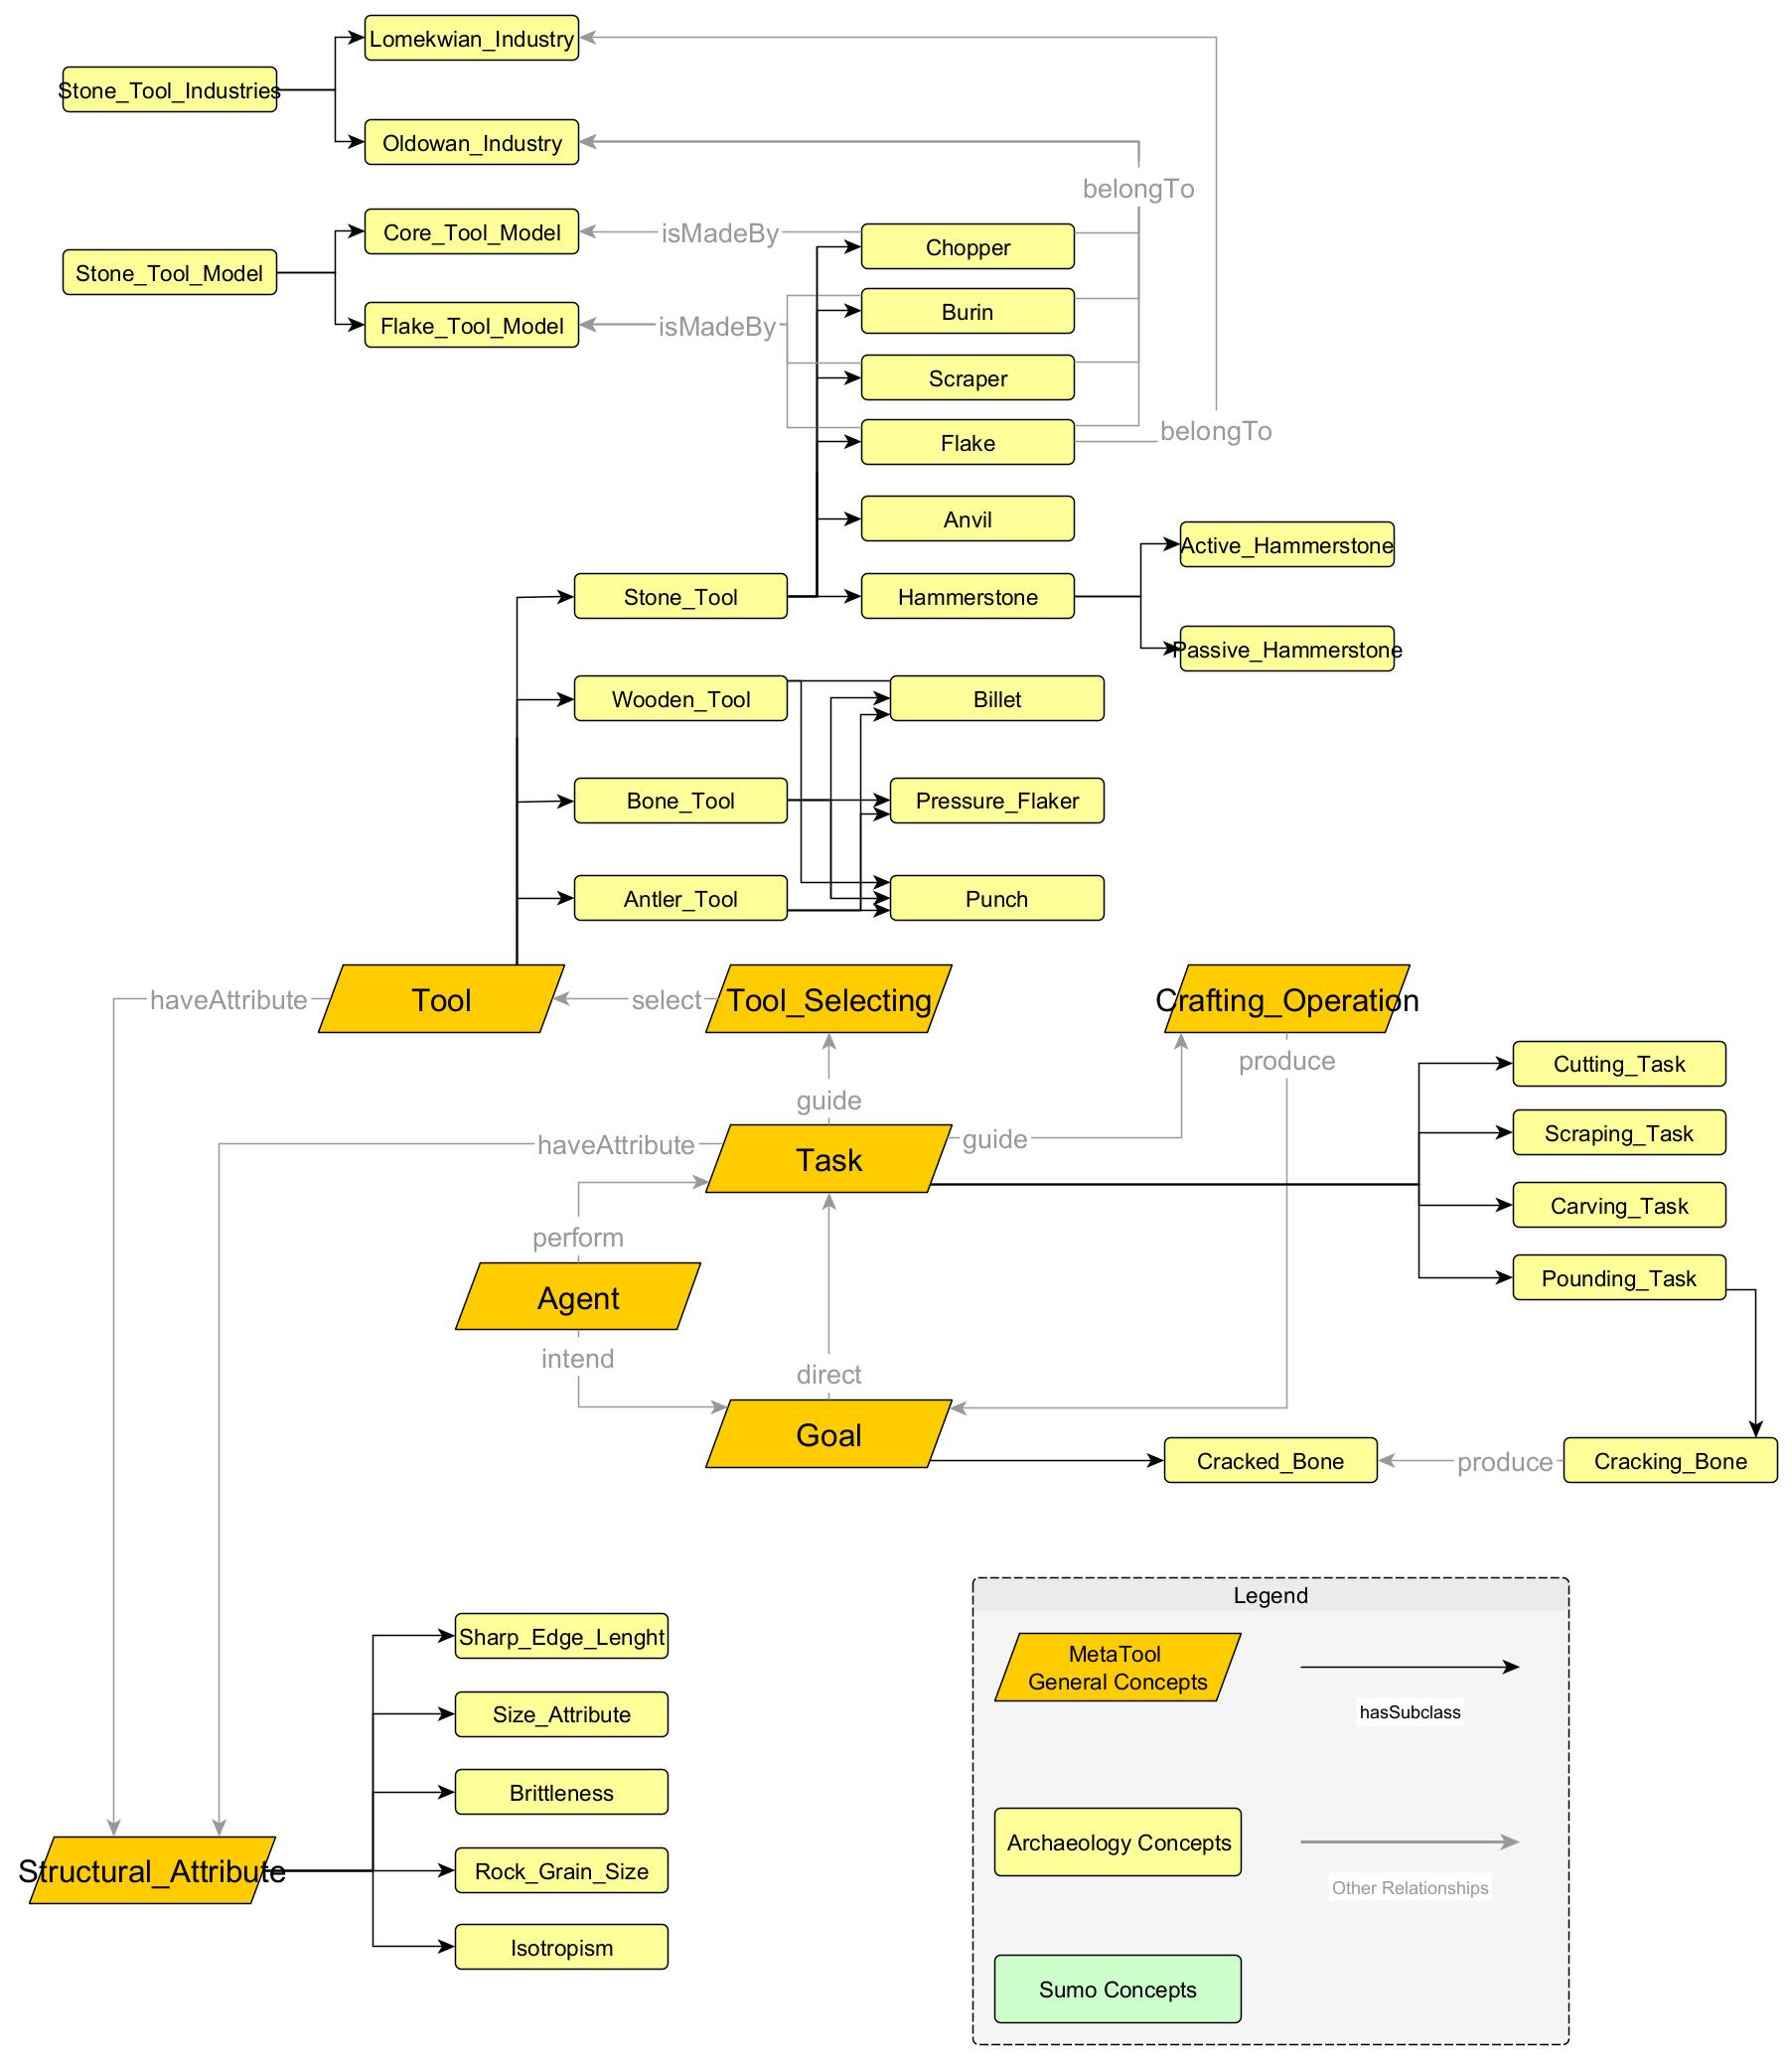 Lomekwian_Industry
Stone_Tool_Industries
Oldowan_Industry
belongTo
Core_Tool_Model
isMadeBy
Chopper
Stone_Tool_Model
Burin
Flake_Tool_Model
isMadeBy
Scraper
Flake
belongTo
Anvil
Active_Hammerstone
Stone_Tool
Hammerstone
Passive_Hammerstone
Wooden_Tool
Billet
Bone_Tool
Pressure_Flaker
Antler_Tool
Punch
haveAttribute
Tool
select
Tool_Selecting
Crafting_Operation
produce
Cutting_Task
guide
Scraping_Task
haveAttribute
guide
Task
Carving_Task
perform
Pounding_Task
Agent
intend
direct
Goal
Cracked_Bone
produce
Cracking_Bone
Legend
MetaTool
General Concepts
hasSubclass
Archaeology Concepts
Other Relationships
Sumo Concepts
Sharp_Edge_Lenght
Size_Attribute
Brittleness
Structural_Attribute
Rock_Grain_Size
Isotropism